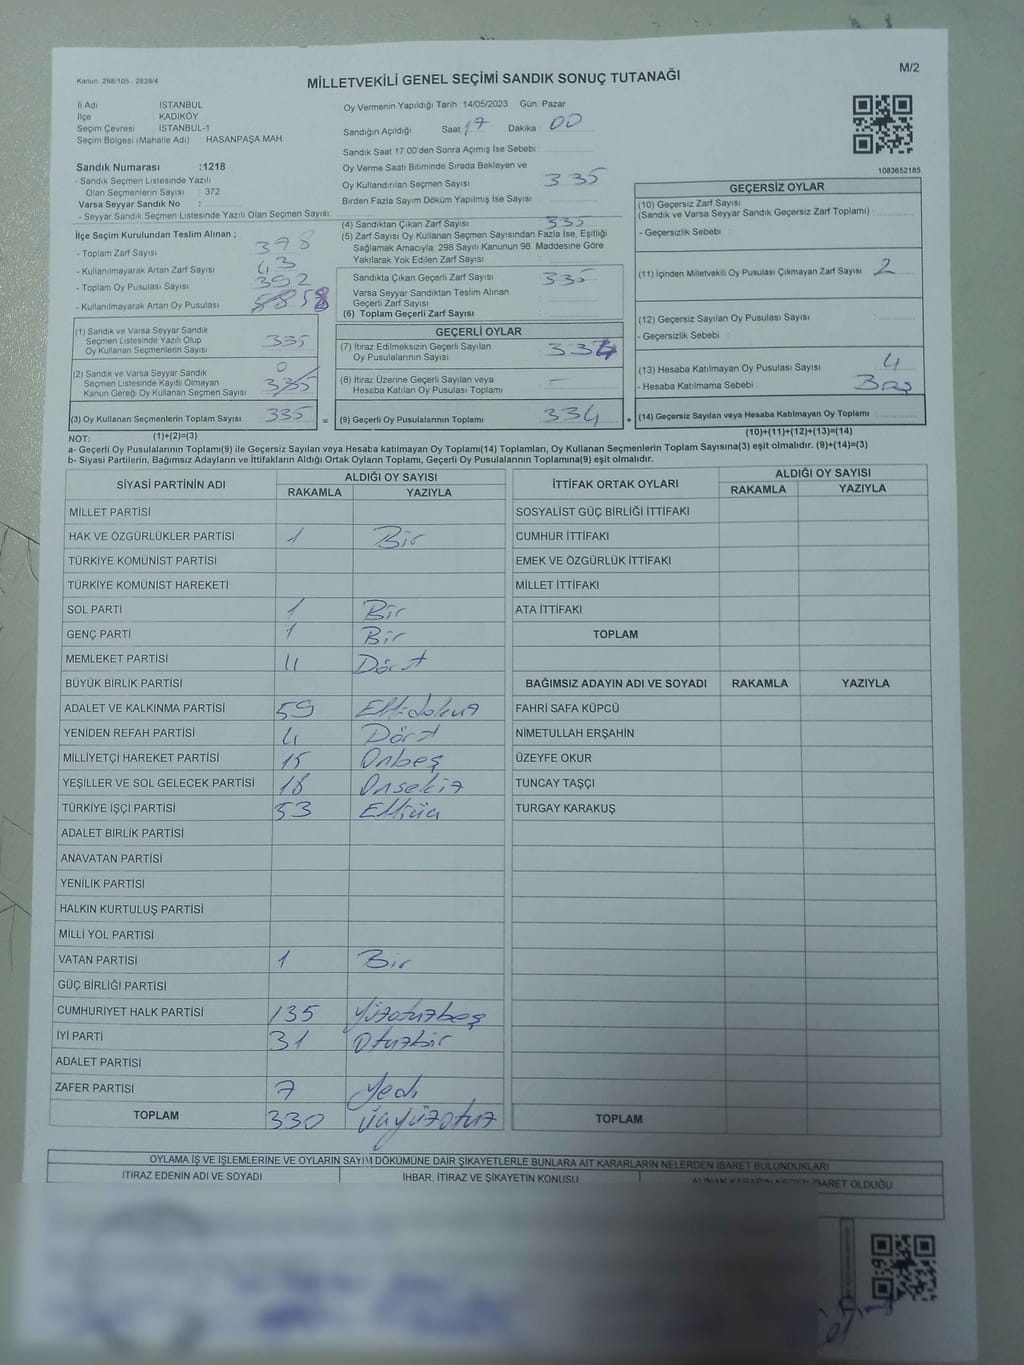 Kanun: 298/105 - 2839/4
MİLLETVEKİLİ GENEL SEÇİMİ SANDIK SONUÇ TUTANAĞI
M/2
İl Adı İSTANBUL
İlçe KADIKÖY
Seçim Çevresi İSTANBUL-1
Seçim Bölgesi (Mahalle Adı) HASANPAŞA MAH.
Sandık Numarası :1218
- Sandık Seçmen Listesinde Yazılı
Olan Seçmenlerin Sayısı : 372
Varsa Seyyar Sandık No :
- Seyyar Sandık Seçmen Listesinde Yazılı Olan Seçmen Sayısı:
Oy Vermenin Yapıldığı Tarih :14/05/2023 Gün: Pazar
Sandığın Açıldığı Saat: 17 Dakika: 00
Sandık Saat 17:00'den Sonra Açımış İse Sebebi :
Oy Verme Saati Bitiminde Sırada Bekleyen ve
Oy Kullandırılan Seçmen Sayısı : 335
Birden Fazla Sayım Döküm Yapılmış İse Sayısı :
1083652185
İlçe Seçim Kurulundan Teslim Alınan ;
- Toplam Zarf Sayısı : 378
- Kullanılmayarak Artan Zarf Sayısı : 43
- Toplam Oy Pusulası Sayısı : 392
- Kullanılmayarak Artan Oy Pusulası :
(4) Sandıktan Çıkan Zarf Sayısı : 335
(5) Zarf Sayısı Oy Kullanan Seçmen Sayısından Fazla İse, Eşitliği
Sağlamak Amacıyla; 298 Sayılı Kanunun 98. Maddesine Göre
Yakılarak Yok Edilen Zarf Sayısı :
Sandıkta Çıkan Geçerli Zarf Sayısı : 335
Varsa Seyyar Sandıktan Teslim Alınan
Geçerli Zarf Sayısı :
(6) Toplam Geçerli Zarf Sayısı :
GEÇERSİZ OYLAR
(10) Geçersiz Zarf Sayısı
(Sandık ve Varsa Seyyar Sandık Geçersiz Zarf Toplamı) :
- Geçersizlik Sebebi :
(11) İçinden Milletvekili Oy Pusulası Çıkmayan Zarf Sayısı : 2
(12) Geçersiz Sayılan Oy Pusulası Sayısı :
- Geçersizlik Sebebi :
(13) Hesaba Katılmayan Oy Pusulası Sayısı : 4
- Hesaba Katılmama Sebebi : Boş
(14) Geçersiz Sayılan veya Hesaba Katılmayan Oy Toplamı :
(10)+(11)+(12)+(13)=(14)
(1) Sandık ve Varsa Seyyar Sandık
Seçmen Listesinde Yazılı Olup
Oy Kullanan Seçmenlerin Sayısı : 335
(2) Sandık ve Varsa Seyyar Sandık
Seçmen Listesinde Kayıtlı Olmayan
Kanun Gereği Oy Kullanan Seçmen Sayısı : 0 335
(3) Oy Kullanan Seçmenlerin Toplam Sayısı : 335
(1)+(2)=(3)
GEÇERLİ OYLAR
(7) İtiraz Edilmeksizin Geçerli Sayılan
Oy Pusulalarının Sayısı : 334
(8) İtiraz Üzerine Geçerli Sayılan veya
Hesaba Katılan Oy Pusulası Toplamı : -
(9) Geçerli Oy Pusulalarının Toplamı : 334
NOT:
a- Geçerli Oy Pusulalarının Toplamı(9) ile Geçersiz Sayılan veya Hesaba katılmayan Oy Toplamı(14) Toplamları, Oy Kullanan Seçmenlerin Toplam Sayısına(3) eşit olmalıdır. (9)+(14)=(3)
b- Siyasi Partilerin, Bağımsız Adayların ve İttifakların Aldığı Ortak Oyların Toplamı, Geçerli Oy Pusulalarının Toplamına(9) eşit olmalıdır.
SİYASİ PARTİNİN ADI ALDIĞI OY SAYISI
RAKAMLA YAZIYLA
MİLLET PARTİSİ
HAK VE ÖZGÜRLÜKLER PARTİSİ 1 Bir
TÜRKİYE KOMÜNİST PARTİSİ
TÜRKİYE KOMÜNİST HAREKETİ
SOL PARTİ 1 Bir
GENÇ PARTİ 1 Bir
MEMLEKET PARTİSİ 4 Dört
BÜYÜK BİRLİK PARTİSİ
ADALET VE KALKINMA PARTİSİ 59 Ellidokuz
YENİDEN REFAH PARTİSİ 4 Dört
MİLLİYETÇİ HAREKET PARTİSİ 15 Onbeş
YEŞİLLER VE SOL GELECEK PARTİSİ 18 Onsekiz
TÜRKİYE İŞÇİ PARTİSİ 53 Elliüç
ADALET BİRLİK PARTİSİ
ANAVATAN PARTİSİ
YENİLİK PARTİSİ
HALKIN KURTULUŞ PARTİSİ
MİLLİ YOL PARTİSİ
VATAN PARTİSİ 1 Bir
GÜÇ BİRLİĞİ PARTİSİ
CUMHURİYET HALK PARTİSİ 135 Yüzotuzbeş
İYİ PARTİ 31 Otuzbir
ADALET PARTİSİ
ZAFER PARTİSİ 7 Yedi
TOPLAM 330 Üçyüzotuz
İTTİFAK ORTAK OYLARI ALDIĞI OY SAYISI
RAKAMLA YAZIYLA
SOSYALİST GÜÇ BİRLİĞİ İTTİFAKI
CUMHUR İTTİFAKI
EMEK VE ÖZGÜRLÜK İTTİFAKI
MİLLET İTTİFAKI
ATA İTTİFAKI
TOPLAM
BAĞIMSIZ ADAYIN ADI VE SOYADI RAKAMLA YAZIYLA
FAHRİ SAFA KÜPCÜ
NİMETULLAH ERŞAHİN
ÜZEYFE OKUR
TUNCAY TAŞÇI
TURGAY KARAKUŞ
TOPLAM
OYLAMA İŞ VE İŞLEMLERİNE VE OYLARIN SAYIM DÖKÜMÜNE DAİR ŞİKAYETLERLE BUNLARA AİT KARARLARIN NELERDEN İBARET BULUNDUKLARI
İTİRAZ EDENİN ADI VE SOYADI İHBAR, İTİRAZ VE ŞİKAYETİN KONUSU ALINAN KARARIN NEDEN İBARET OLDUĞU